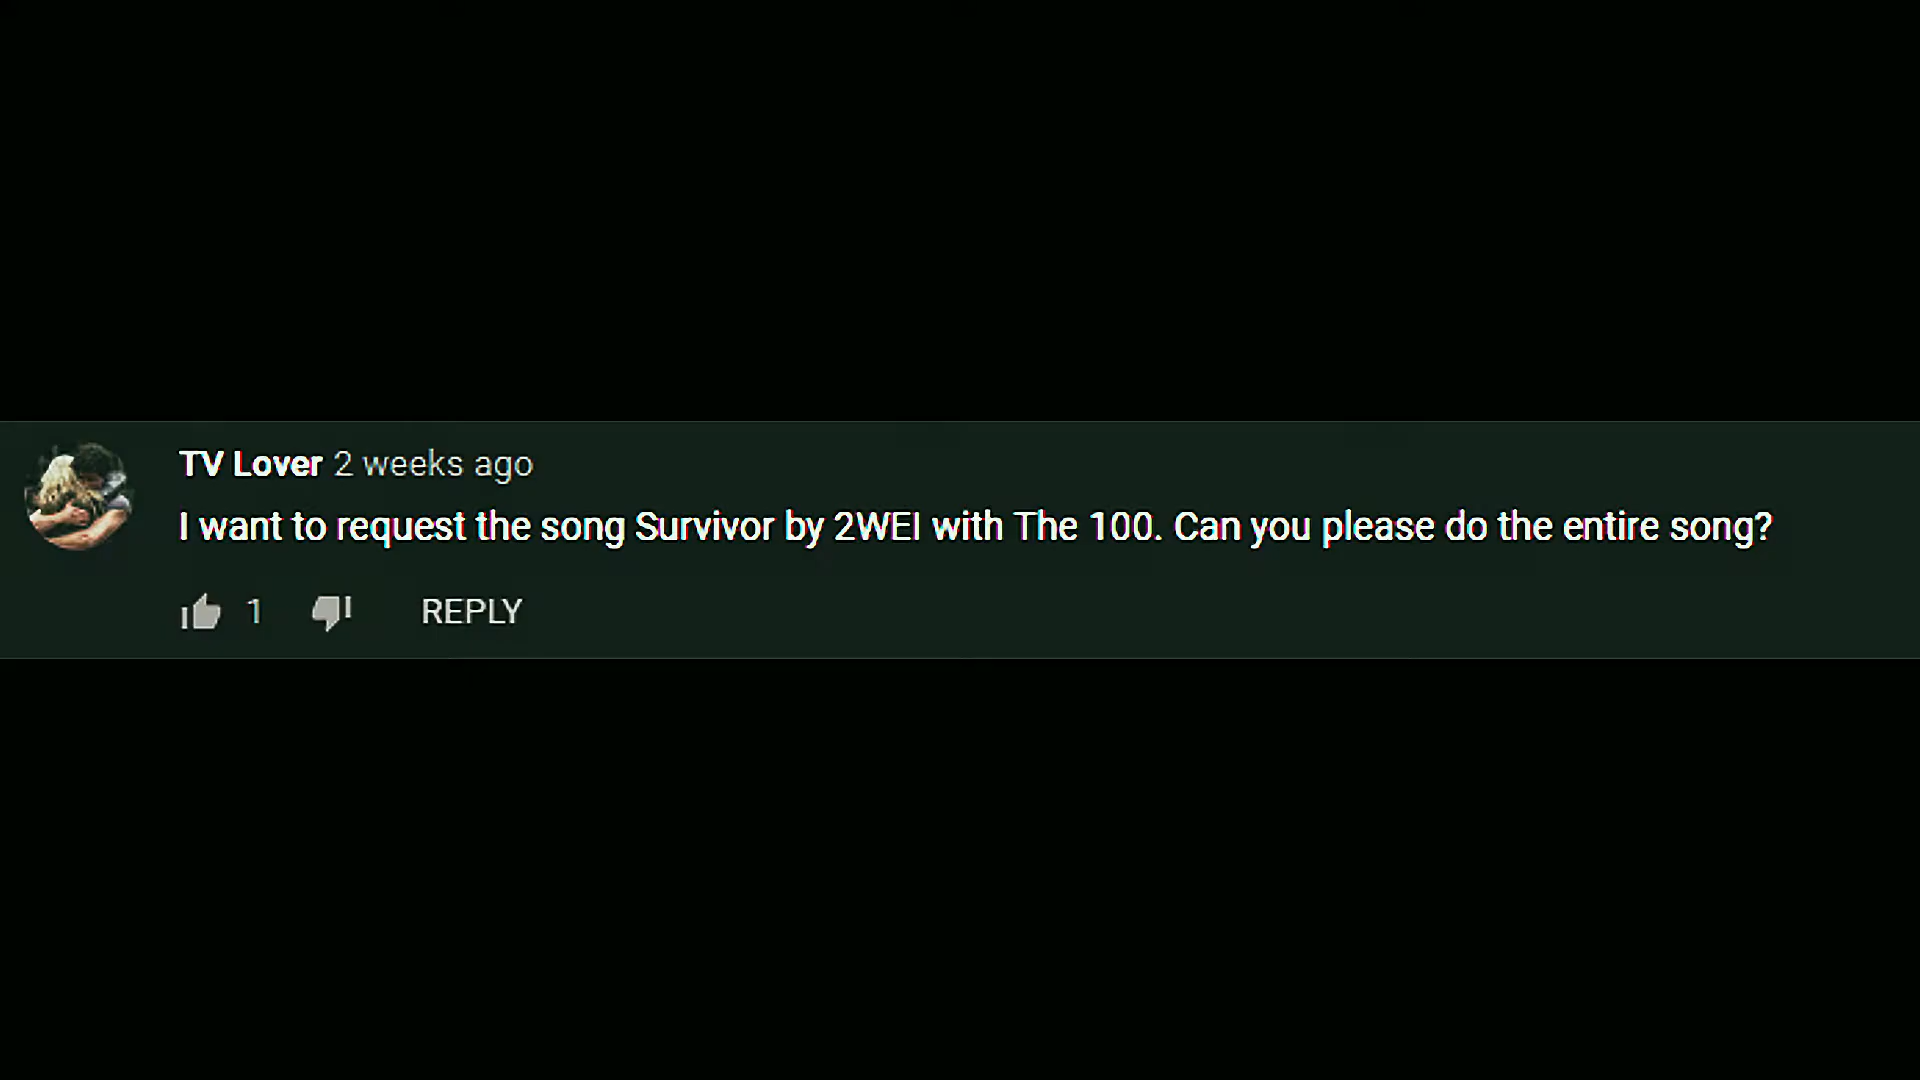 TV Lover 2 weeks ago
I want to request the song Survivor by 2WEI with The 100. Can you please do the entire song?
1 REPLY